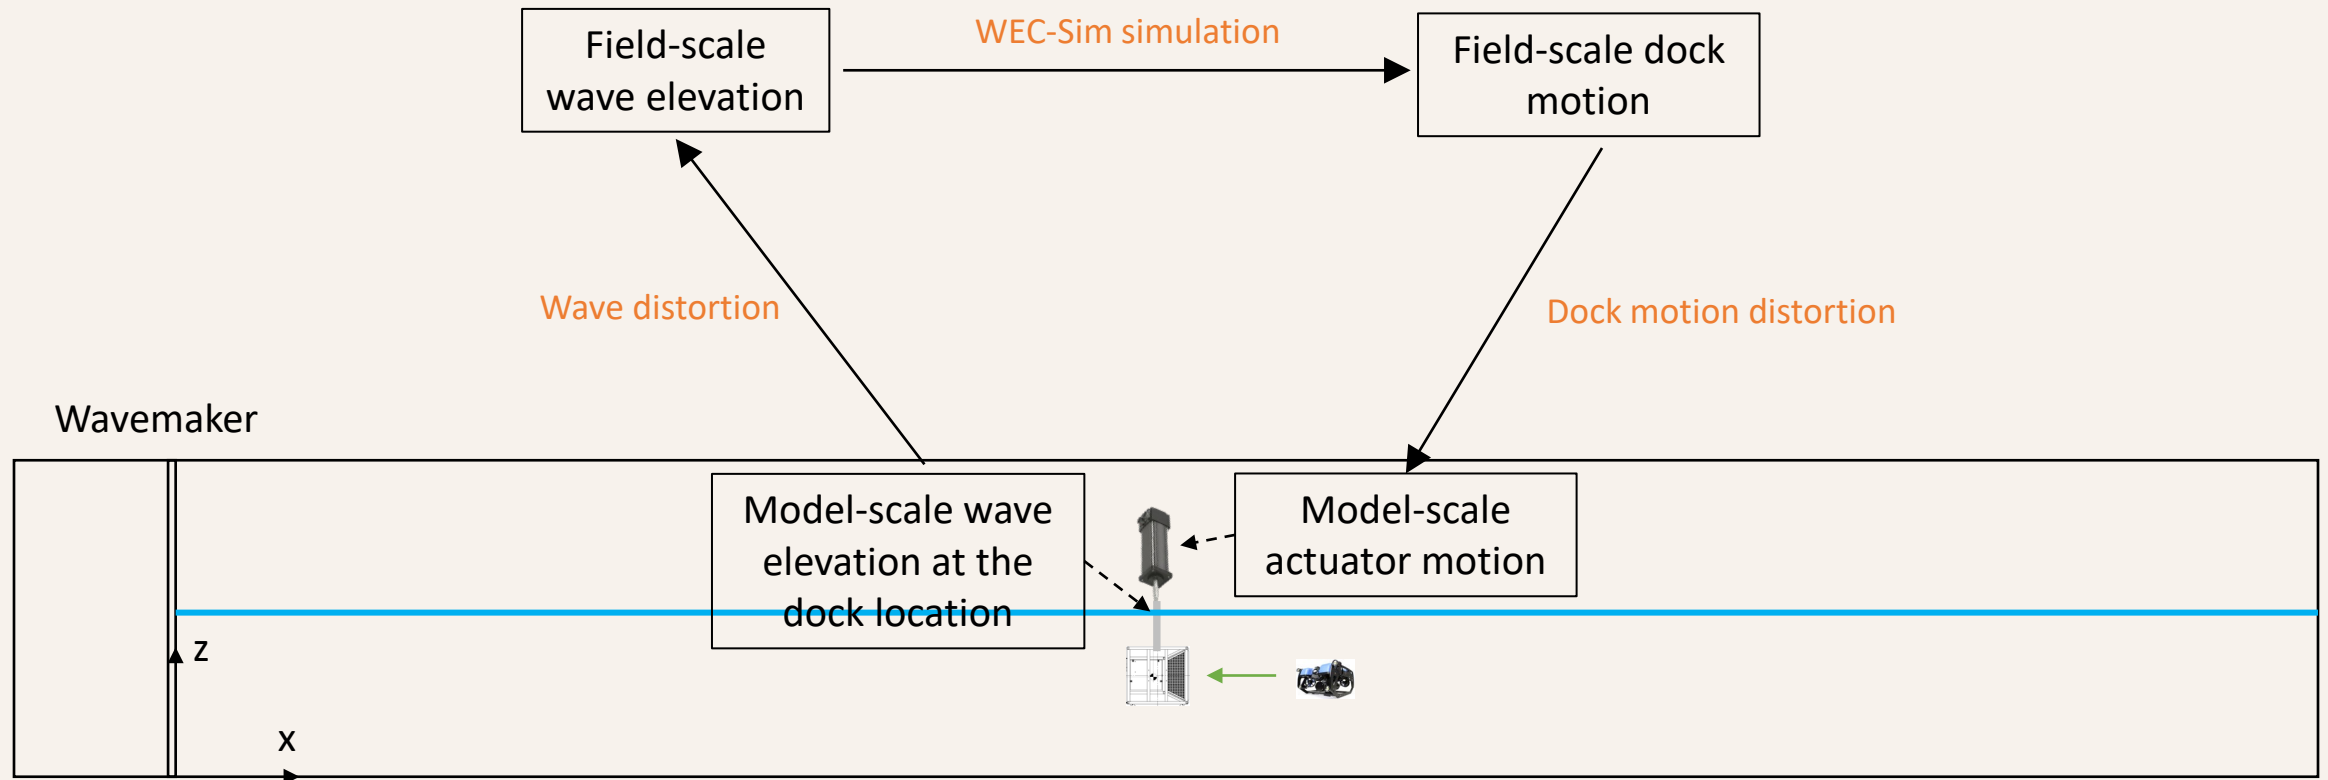 Field-scale
wave elevation
WEC-Sim simulation
Field-scale dock
motion
Wave distortion
Dock motion distortion
Wavemaker
Model-scale wave
elevation at the
dock location
Model-scale
actuator motion
z
x